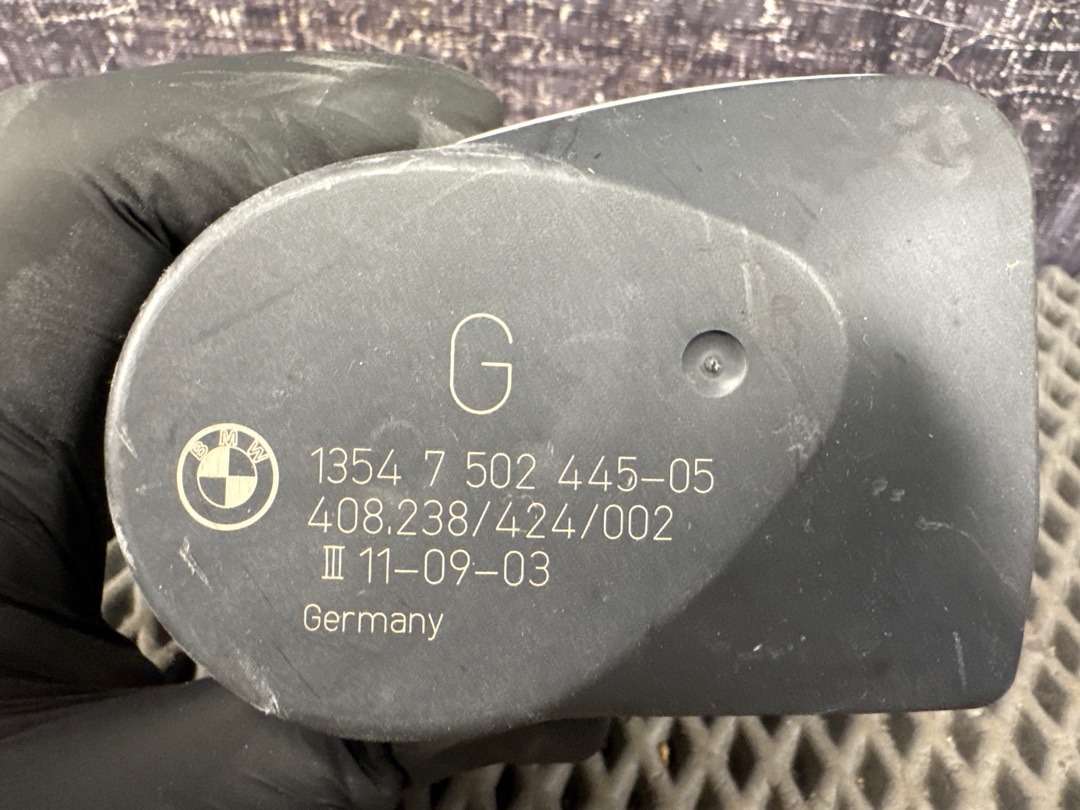 G
BMW
1354 7 502 445-05
408.238/424/002
III 11-09-03
Germany